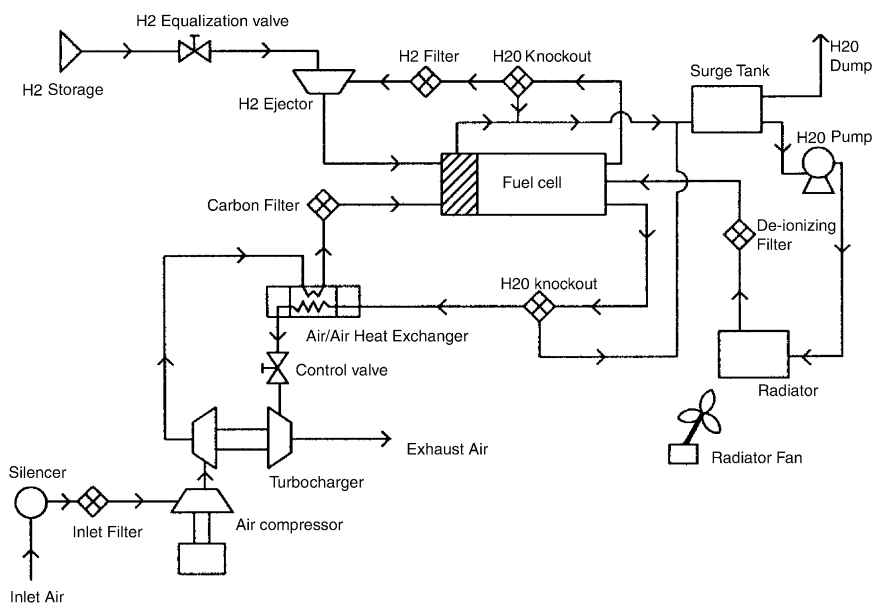 H2 Equalization valve
H2 Storage
H2 Ejector
H2 Filter
H20 Knockout
Surge Tank
H20
Dump
H20 Pump
Fuel cell
Carbon Filter
De-ionizing
Filter
H20 knockout
Air/Air Heat Exchanger
Control valve
Radiator
Radiator Fan
Exhaust Air
Turbocharger
Silencer
Inlet Filter
Air compressor
Inlet Air